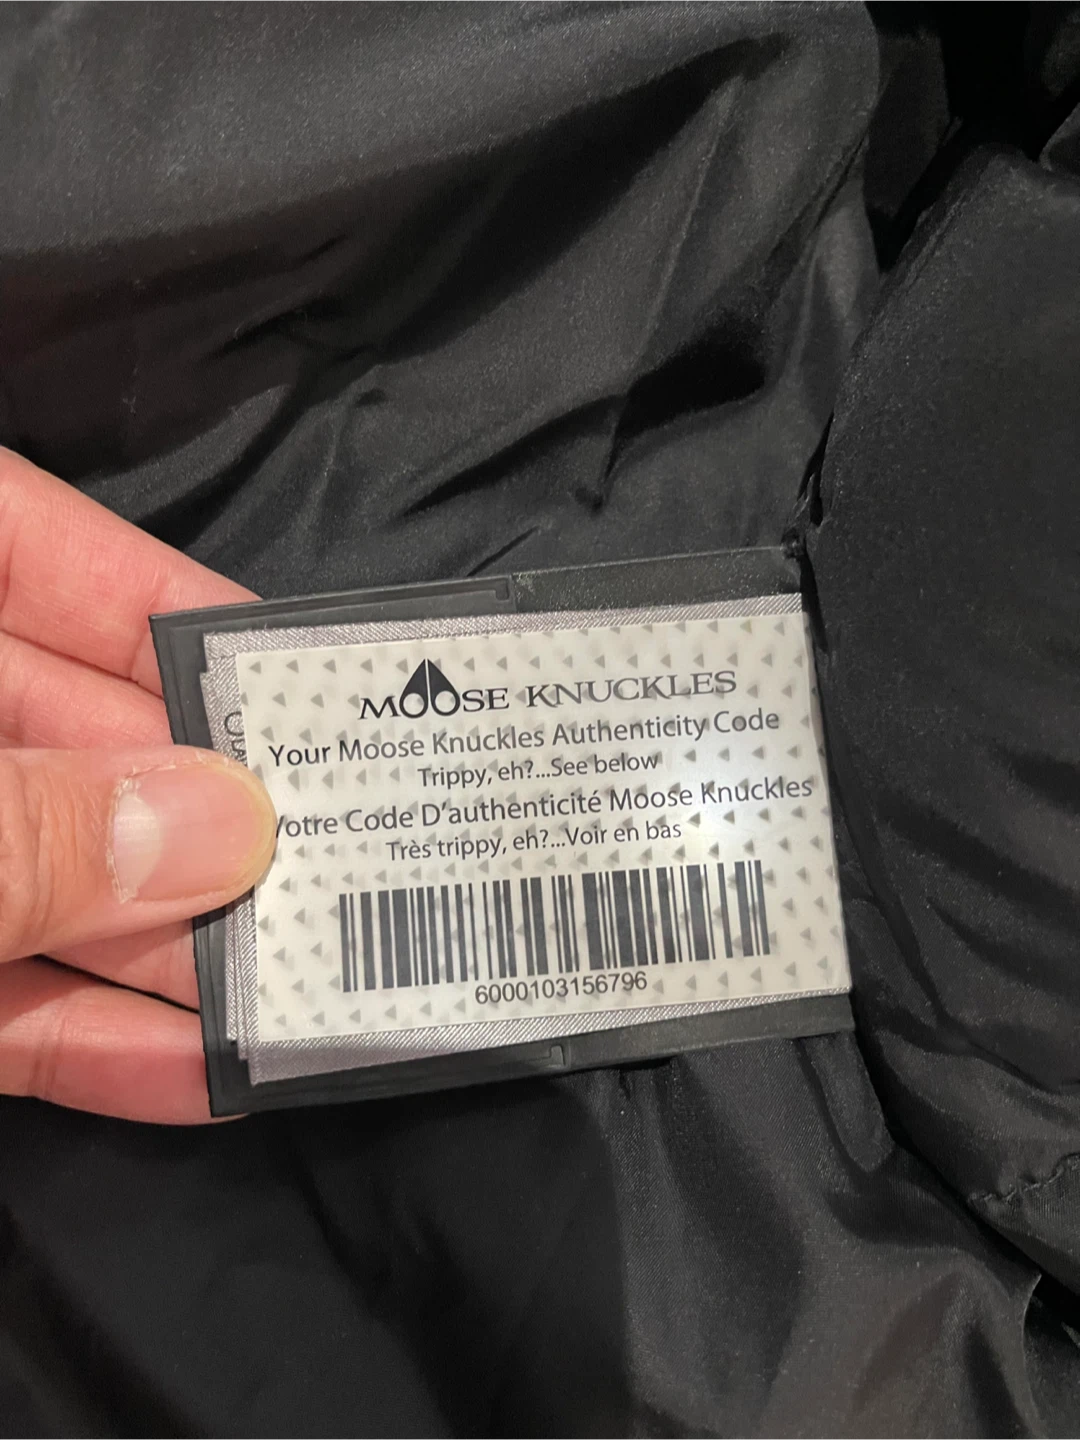 MOOSE KNUCKLES
Your Moose Knuckles Authenticity Code
Trippy, eh?...See below
Votre Code D'authenticité Moose Knuckles
Très trippy, eh?...Voir en bas
6000103156796